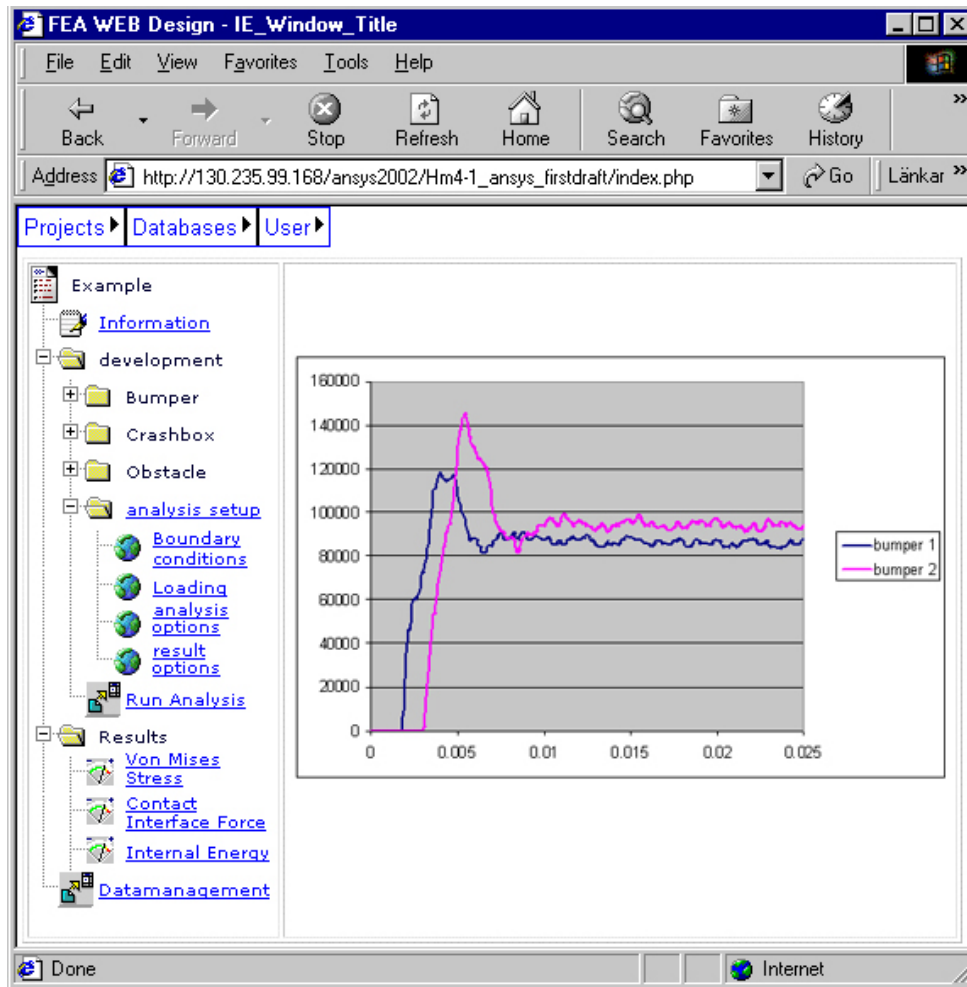 FEA WEB Design - IE_Window_Title
File Edit View Favorites Tools Help
Back Forward Stop Refresh Home Search Favorites History »
Address http://130.235.99.168/ansys2002/Hm4-1_ansys_firstdraft/index.php Go Länkar »
Projects Databases User
Example
Information
development
Bumper
Crashbox
Obstacle
analysis setup
Boundary
conditions
Loading
analysis
options
result
options
Run Analysis
Results
Von Mises
Stress
Contact
Interface Force
Internal Energy
Datamanagement
160000
140000
120000
100000
80000
60000
40000
20000
0
0 0.005 0.01 0.015 0.02 0.025
bumper 1
bumper 2
Done Internet